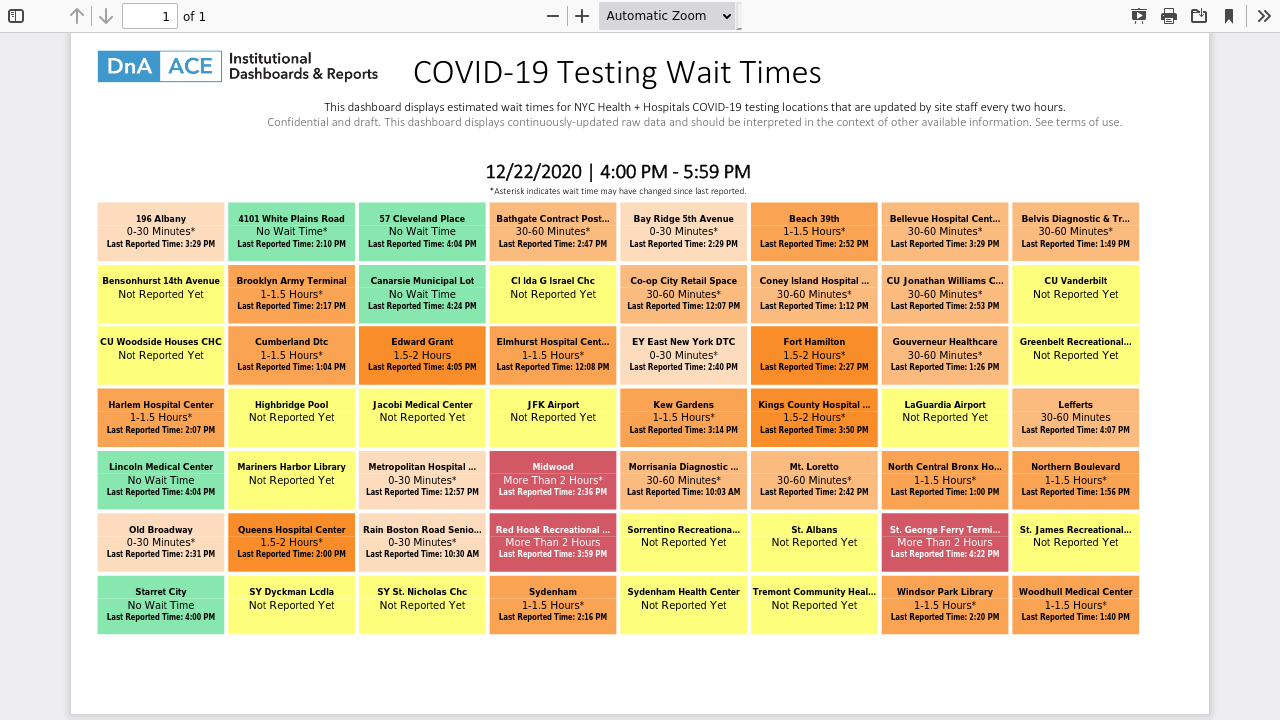 1 of 1 Automatic Zoom
DnA ACE Institutional
Dashboards & Reports
COVID-19 Testing Wait Times
This dashboard displays estimated wait times for NYC Health + Hospitals COVID-19 testing locations that are updated by site staff every two hours.
Confidential and draft. This dashboard displays continuously-updated raw data and should be interpreted in the context of other available information. See terms of use.
12/22/2020 | 4:00 PM - 5:59 PM
*Asterisk indicates wait time may have changed since last reported.
196 Albany
0-30 Minutes*
Last Reported Time: 3:29 PM
4101 White Plains Road
No Wait Time*
Last Reported Time: 2:10 PM
57 Cleveland Place
No Wait Time
Last Reported Time: 4:04 PM
Bathgate Contract Post...
30-60 Minutes*
Last Reported Time: 2:47 PM
Bay Ridge 5th Avenue
0-30 Minutes*
Last Reported Time: 2:29 PM
Beach 39th
1-1.5 Hours*
Last Reported Time: 2:52 PM
Bellevue Hospital Cent...
30-60 Minutes*
Last Reported Time: 3:29 PM
Belvis Diagnostic & Tr...
30-60 Minutes*
Last Reported Time: 1:49 PM
Bensonhurst 14th Avenue
Not Reported Yet
Brooklyn Army Terminal
1-1.5 Hours*
Last Reported Time: 2:17 PM
Canarsie Municipal Lot
No Wait Time
Last Reported Time: 4:24 PM
CI Ida G Israel Chc
Not Reported Yet
Co-op City Retail Space
30-60 Minutes*
Last Reported Time: 12:07 PM
Coney Island Hospital ...
30-60 Minutes*
Last Reported Time: 1:12 PM
CU Jonathan Williams C...
30-60 Minutes*
Last Reported Time: 2:53 PM
CU Vanderbilt
Not Reported Yet
CU Woodside Houses CHC
Not Reported Yet
Cumberland Dtc
1-1.5 Hours*
Last Reported Time: 1:04 PM
Edward Grant
1.5-2 Hours
Last Reported Time: 4:05 PM
Elmhurst Hospital Cent...
1-1.5 Hours*
Last Reported Time: 12:08 PM
EY East New York DTC
0-30 Minutes*
Last Reported Time: 2:40 PM
Fort Hamilton
1.5-2 Hours*
Last Reported Time: 2:27 PM
Gouverneur Healthcare
30-60 Minutes*
Last Reported Time: 1:26 PM
Greenbelt Recreational...
Not Reported Yet
Harlem Hospital Center
1-1.5 Hours*
Last Reported Time: 2:07 PM
Highbridge Pool
Not Reported Yet
Jacobi Medical Center
Not Reported Yet
JFK Airport
Not Reported Yet
Kew Gardens
1-1.5 Hours*
Last Reported Time: 3:14 PM
Kings County Hospital ...
1.5-2 Hours*
Last Reported Time: 3:50 PM
LaGuardia Airport
Not Reported Yet
Lefferts
30-60 Minutes
Last Reported Time: 4:07 PM
Lincoln Medical Center
No Wait Time
Last Reported Time: 4:04 PM
Mariners Harbor Library
Not Reported Yet
Metropolitan Hospital ...
0-30 Minutes*
Last Reported Time: 12:57 PM
Midwood
More Than 2 Hours*
Last Reported Time: 2:36 PM
Morrisania Diagnostic ...
30-60 Minutes*
Last Reported Time: 10:03 AM
Mt. Loretto
30-60 Minutes*
Last Reported Time: 2:42 PM
North Central Bronx Ho...
1-1.5 Hours*
Last Reported Time: 1:00 PM
Northern Boulevard
1-1.5 Hours*
Last Reported Time: 1:56 PM
Old Broadway
0-30 Minutes*
Last Reported Time: 2:31 PM
Queens Hospital Center
1.5-2 Hours*
Last Reported Time: 2:00 PM
Rain Boston Road Senio...
0-30 Minutes*
Last Reported Time: 10:30 AM
Red Hook Recreational ...
More Than 2 Hours
Last Reported Time: 3:59 PM
Sorrentino Recreationa...
Not Reported Yet
St. Albans
Not Reported Yet
St. George Ferry Termi...
More Than 2 Hours
Last Reported Time: 4:22 PM
St. James Recreational...
Not Reported Yet
Starret City
No Wait Time
Last Reported Time: 4:00 PM
SY Dyckman Lcdla
Not Reported Yet
SY St. Nicholas Chc
Not Reported Yet
Sydenham
1-1.5 Hours*
Last Reported Time: 2:16 PM
Sydenham Health Center
Not Reported Yet
Tremont Community Heal...
Not Reported Yet
Windsor Park Library
1-1.5 Hours*
Last Reported Time: 2:20 PM
Woodhull Medical Center
1-1.5 Hours*
Last Reported Time: 1:40 PM